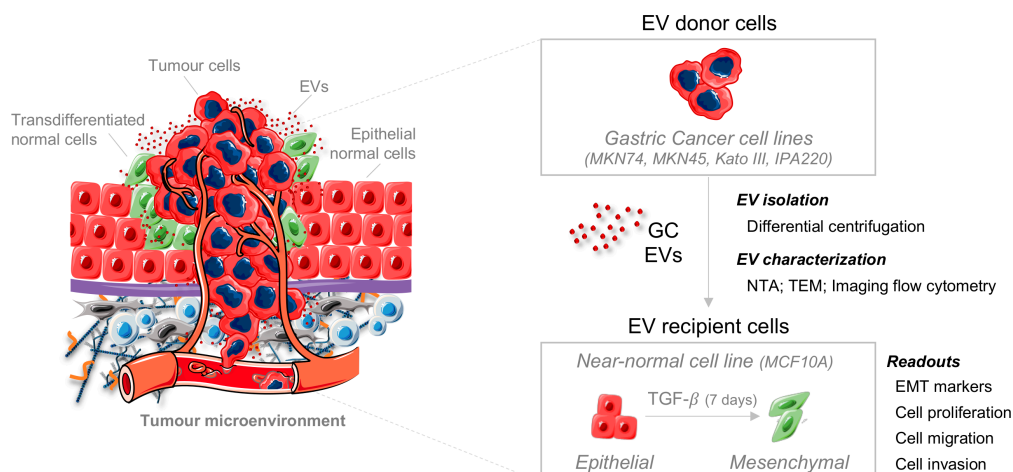 Tumour cells
EVs
Transdifferentiated
normal cells
Epithelial
normal cells
Tumour microenvironment
EV donor cells
Gastric Cancer cell lines
(MKN74, MKN45, Kato III, IPA220)
GC
EVs
EV isolation
Differential centrifugation
EV characterization
NTA; TEM; Imaging flow cytometry
EV recipient cells
Near-normal cell line (MCF10A)
TGF-β (7 days)
Epithelial
Mesenchymal
Readouts
EMT markers
Cell proliferation
Cell migration
Cell invasion